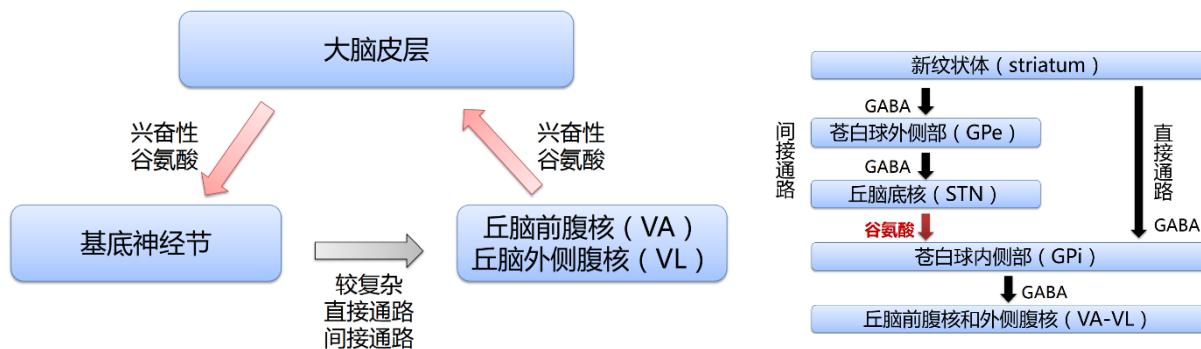 大脑皮层
兴奋性
谷氨酸
兴奋性
谷氨酸
基底神经节
丘脑前腹核（VA）
丘脑外侧腹核（VL）
较复杂
直接通路
间接通路
新纹状体（striatum）
GABA
苍白球外侧部（GPe）
间接通路
直接通路
GABA
丘脑底核（STN）
谷氨酸
GABA
苍白球内侧部（GPi）
GABA
丘脑前腹核和外侧腹核（VA-VL）